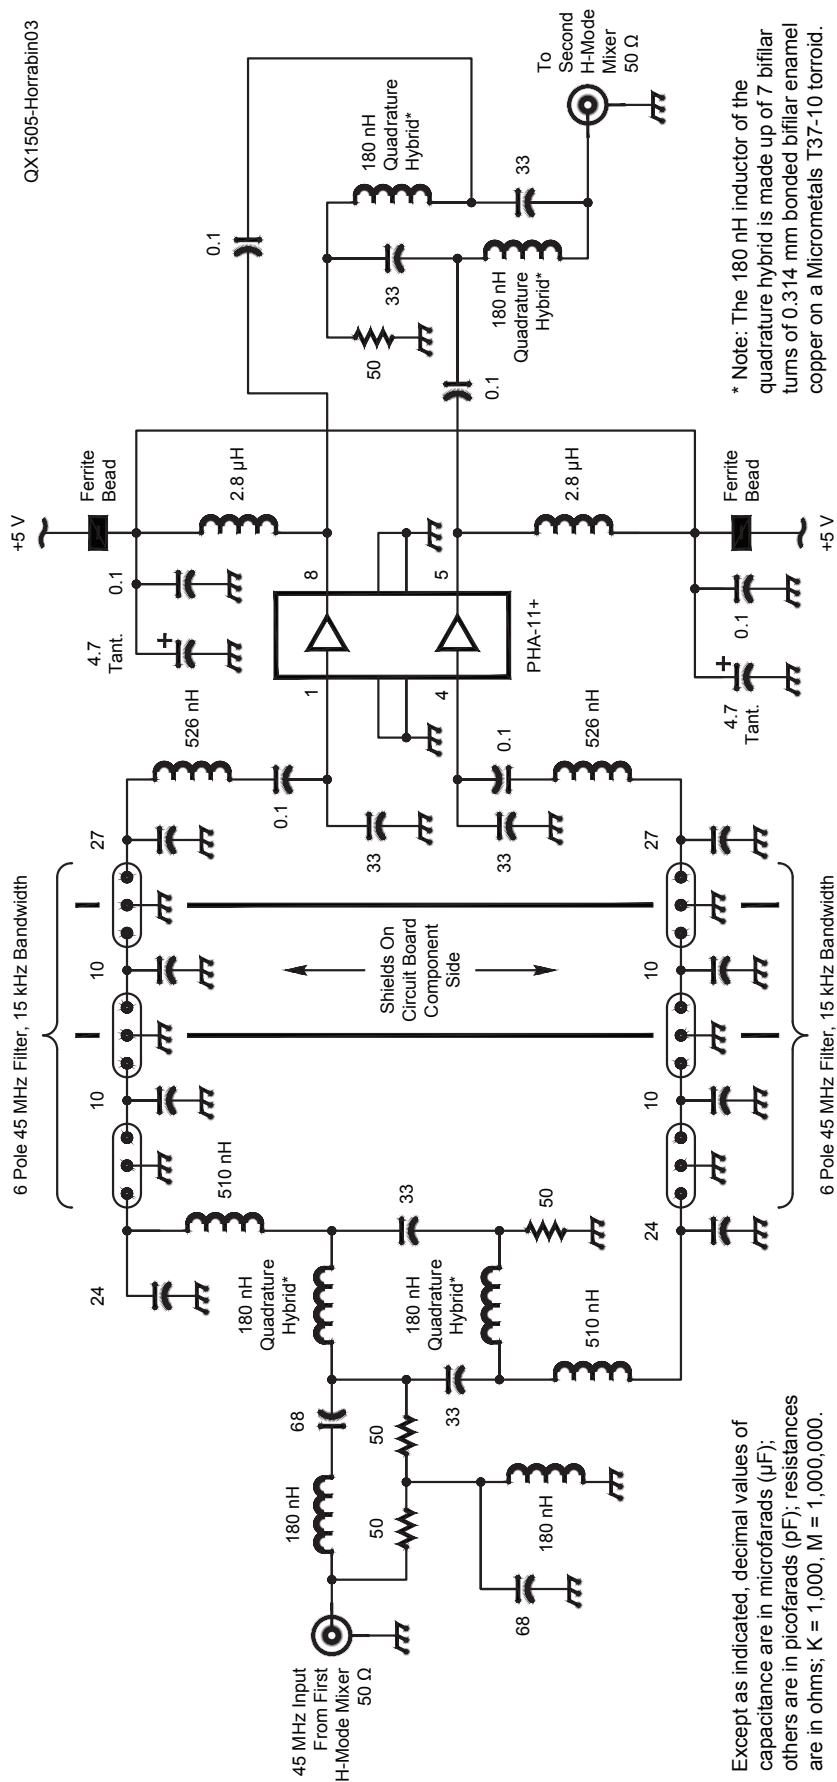 QX1505-Horrabin03
6 Pole 45 MHz Filter, 15 kHz Bandwidth
24
10
10
27
510 nH
526 nH
0.1
33
4.7
Tant.
+
0.1
+5 V
Ferrite
Bead
2.8 µH
0.1
180 nH
Quadrature
Hybrid*
33
To
Second
H-Mode
Mixer
50 Ω
33
50
180 nH
Quadrature
Hybrid*
0.1
1
8
4
5
PHA-11+
Shields On
Circuit Board
Component
Side
45 MHz Input
From First
H-Mode Mixer
50 Ω
180 nH
68
50
50
68
180 nH
180 nH
Quadrature
Hybrid*
33
180 nH
Quadrature
Hybrid*
33
50
510 nH
24
10
10
27
33
0.1
526 nH
4.7
Tant.
+
0.1
2.8 µH
Ferrite
Bead
+5 V
6 Pole 45 MHz Filter, 15 kHz Bandwidth
Except as indicated, decimal values of
capacitance are in microfarads (µF);
others are in picofarads (pF); resistances
are in ohms; K = 1,000, M = 1,000,000.
* Note: The 180 nH inductor of the
quadrature hybrid is made up of 7 bifilar
turns of 0.314 mm bonded bifilar enamel
copper on a Micrometals T37-10 torroid.